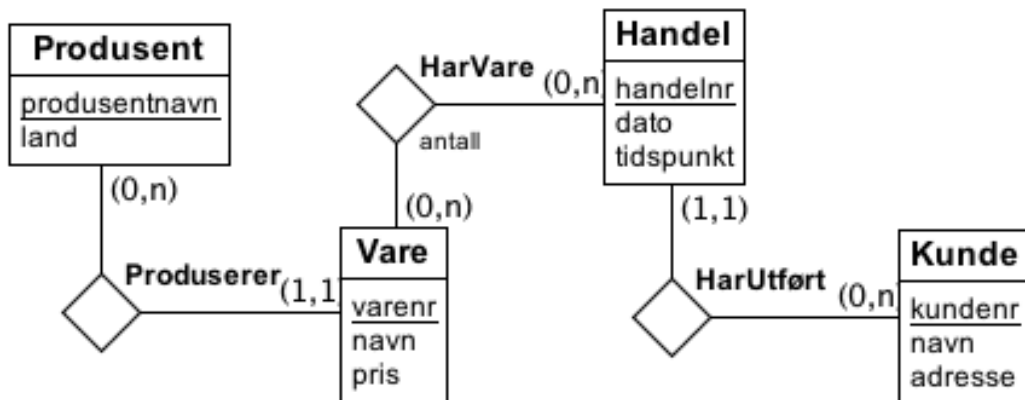 Produsent
produsentnavn
land
(0,n)
Produserer
(1,1)
HarVare
(0,n)
antall
(0,n)
Vare
varenr
navn
pris
Handel
handelnr
dato
tidspunkt
(1,1)
HarUtført
(0,n)
Kunde
kundenr
navn
adresse